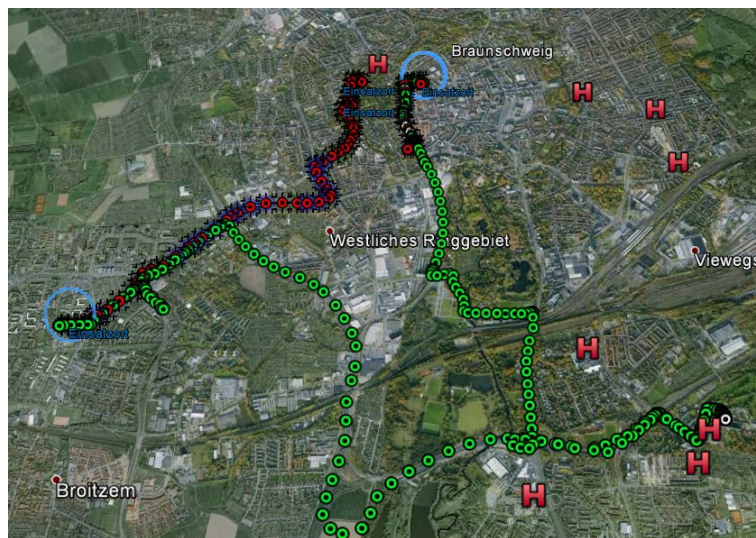 Braunschweig
H
Einsatzort
Einsatzort
H
H
Einsatzort
H
Westliches Ringgebiet
Viewegs
Einsatzort
H
H
H
Broitzem
H